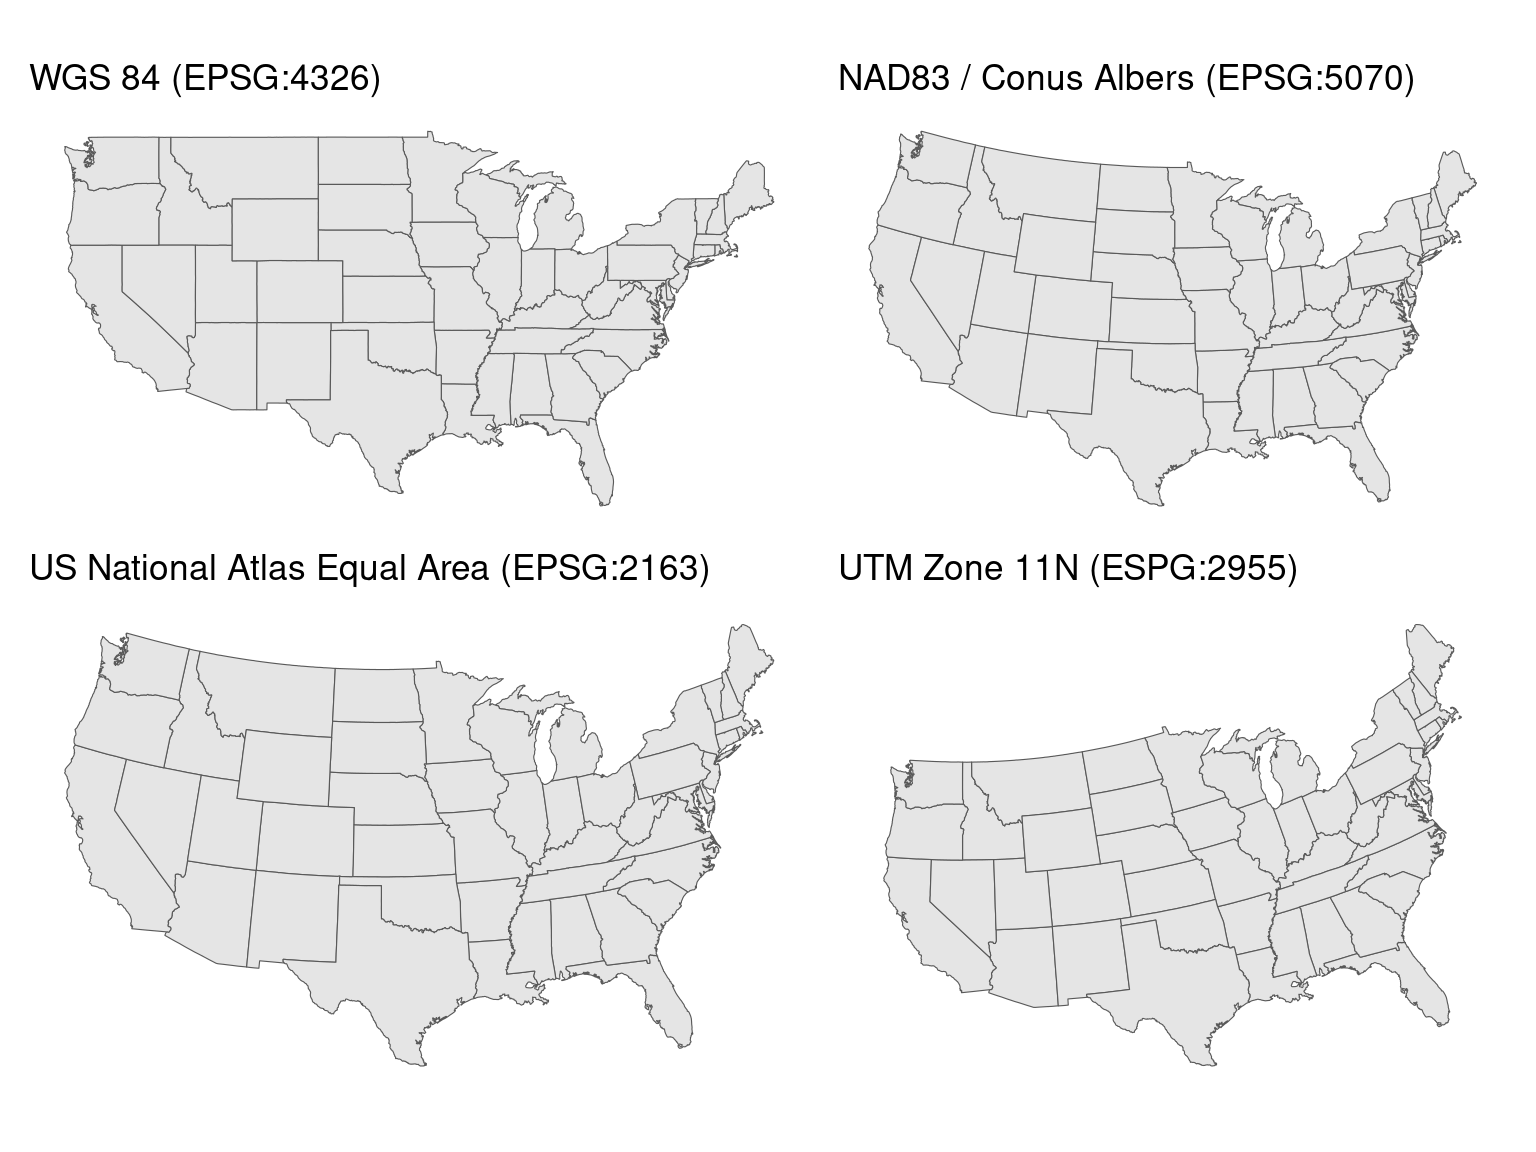 WGS 84 (EPSG:4326)
NAD83 / Conus Albers (EPSG:5070)
US National Atlas Equal Area (EPSG:2163)
UTM Zone 11N (ESPG:2955)